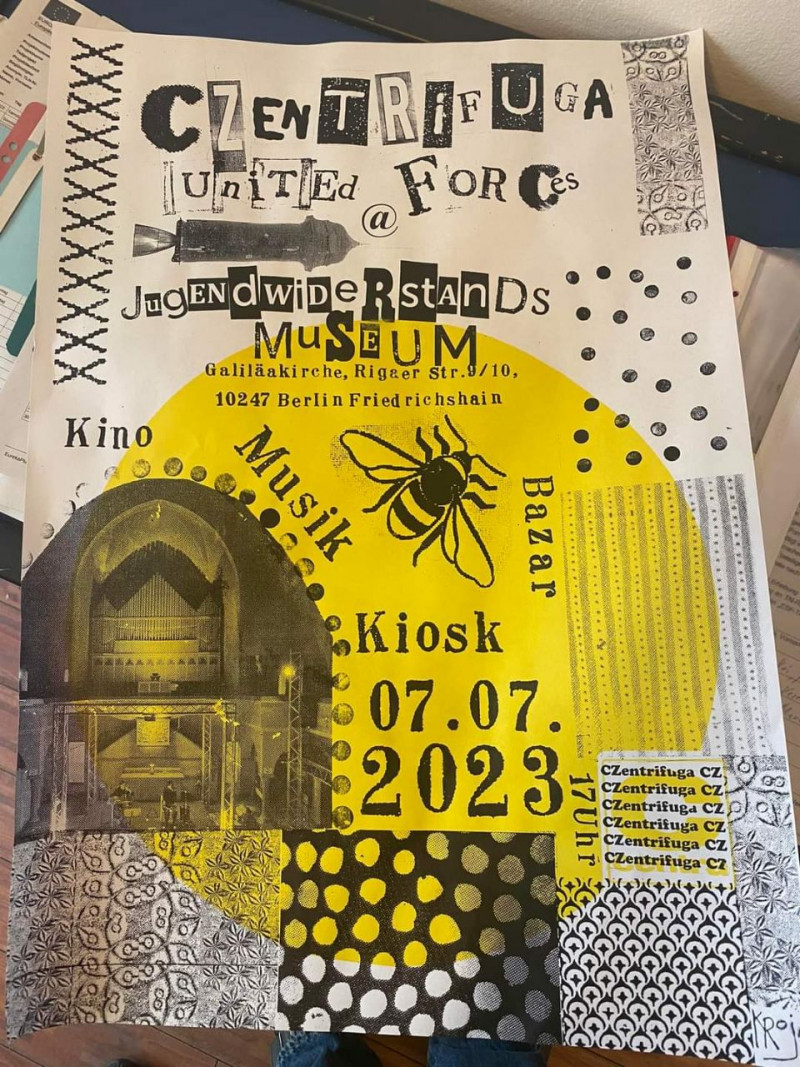 CZENTRIFUGA
UniTEd FORCes
@
JugENdWiDeRstANDs
MuSEUM
Galiläakirche, Rigaer Str.9/10,
10247 Berlin Friedrichshain
Kino
Musik
Bazar
Kiosk
07.07.
2023
17Uhr
CZentrifuga CZ
CZentrifuga CZ
CZentrifuga CZ
CZentrifuga CZ
CZentrifuga CZ
CZentrifuga CZ